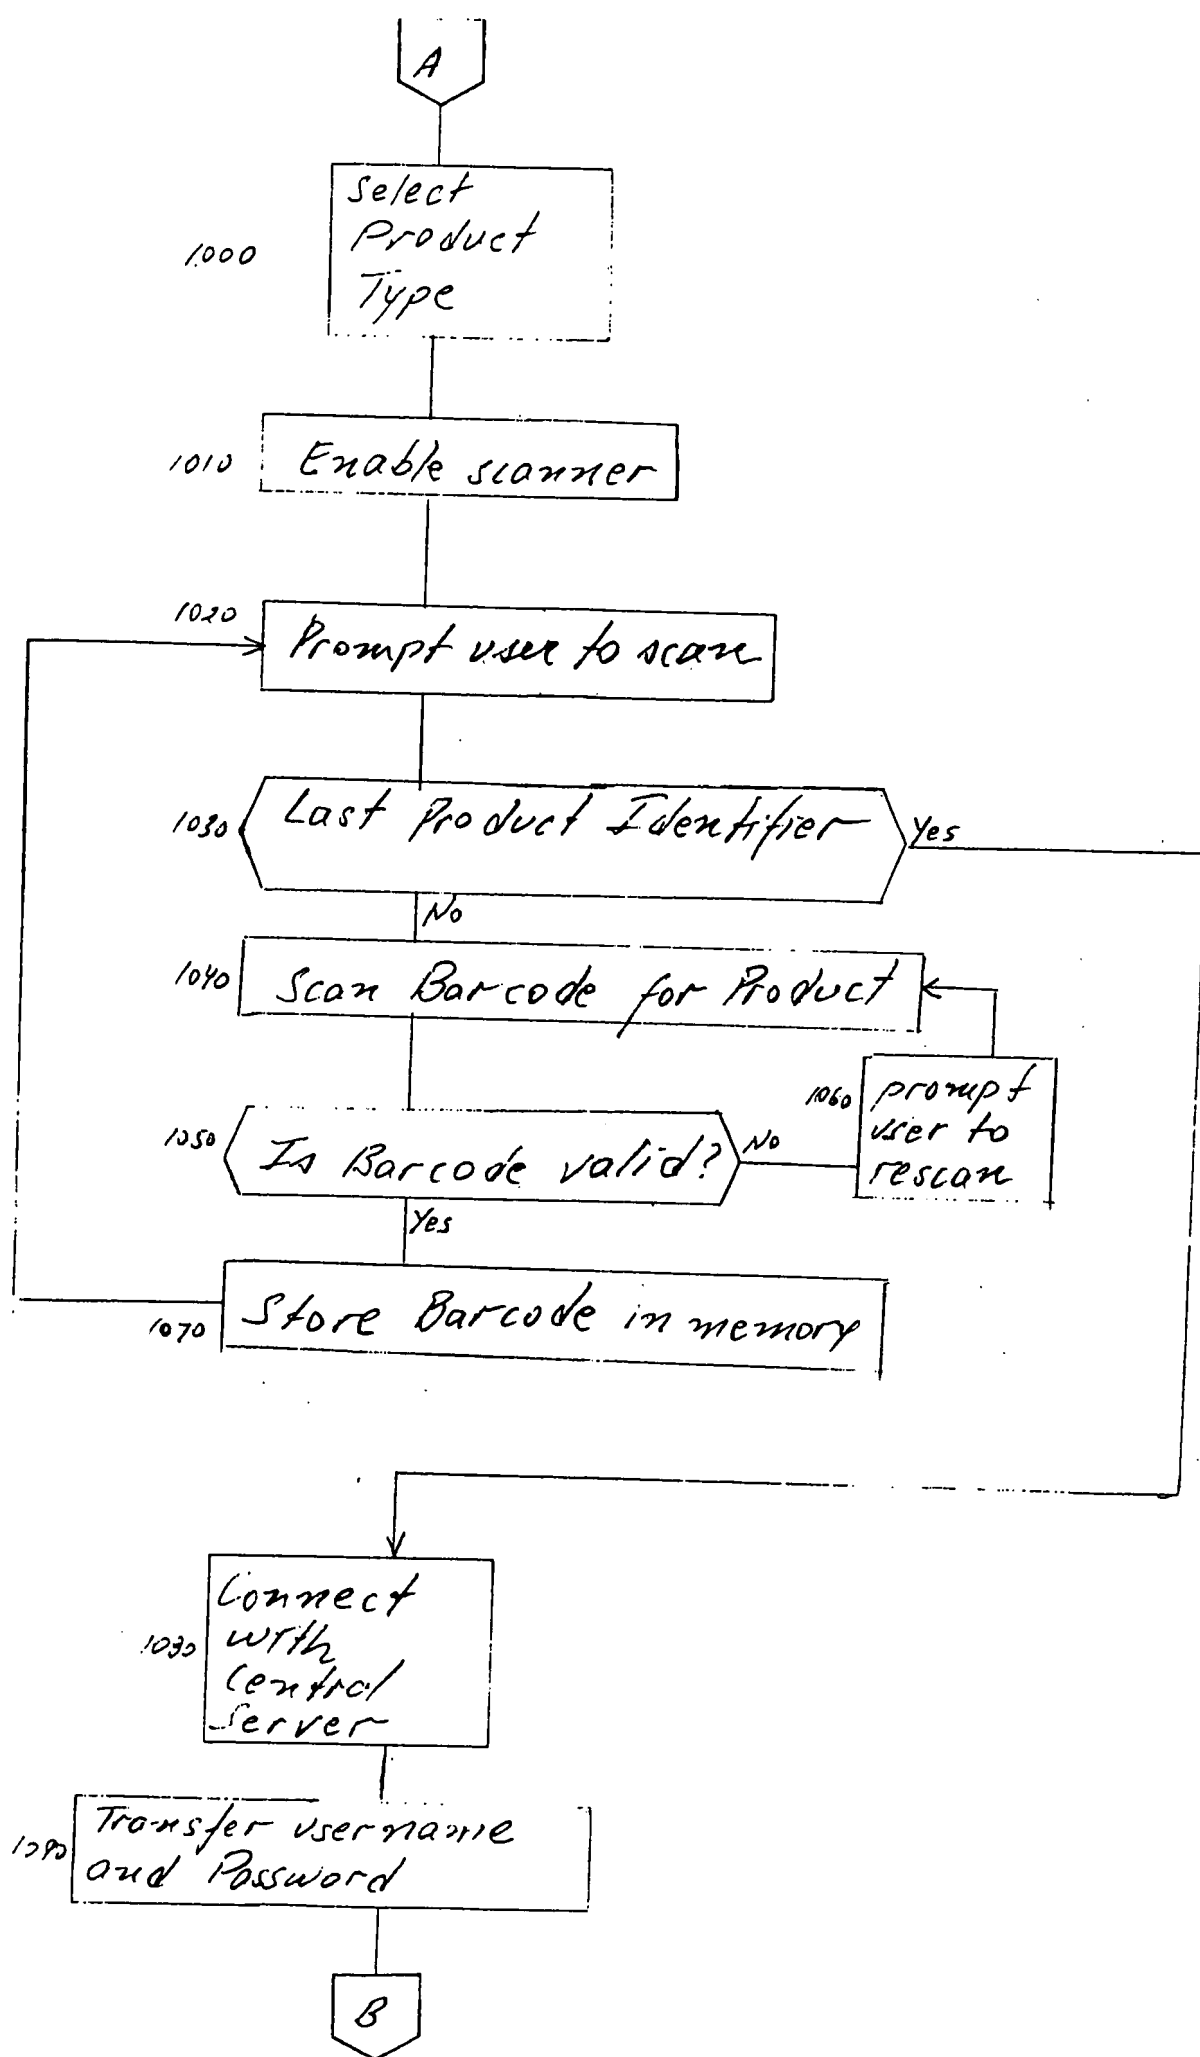 A
Select
Product
Type
1000
1010
Enable scanner
1020
Prompt user to scan
1030
Last Product Identifier
Yes
No
1040
Scan Barcode for Product
1060
prompt
user to
rescan
1050
Is Barcode valid?
No
Yes
1070
Store Barcode in memory
Connect
with
Central
Server
Transfer username
and Password
B